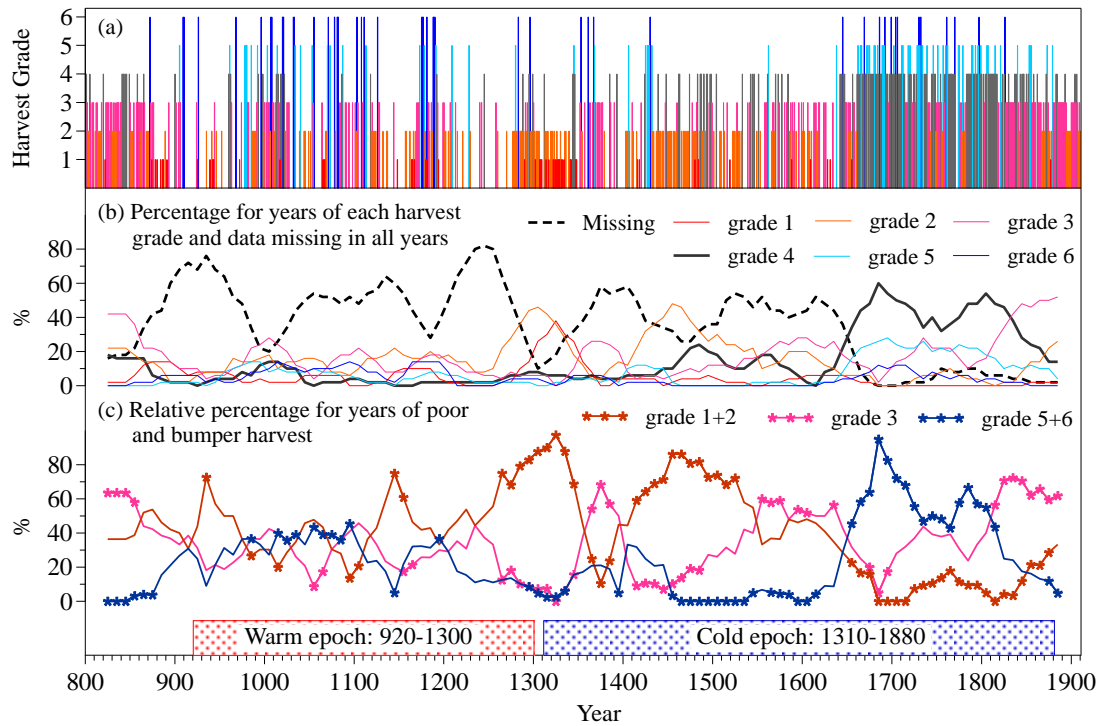 (a)
Harvest Grade
6
5
4
3
2
1
(b) Percentage for years of each harvest
grade and data missing in all years
Missing grade 1 grade 2 grade 3
grade 4 grade 5 grade 6
%
80
60
40
20
0
(c) Relative percentage for years of poor
and bumper harvest
grade 1+2 grade 3 grade 5+6
%
80
60
40
20
0
Warm epoch: 920-1300 Cold epoch: 1310-1880
800 900 1000 1100 1200 1300 1400 1500 1600 1700 1800 1900
Year